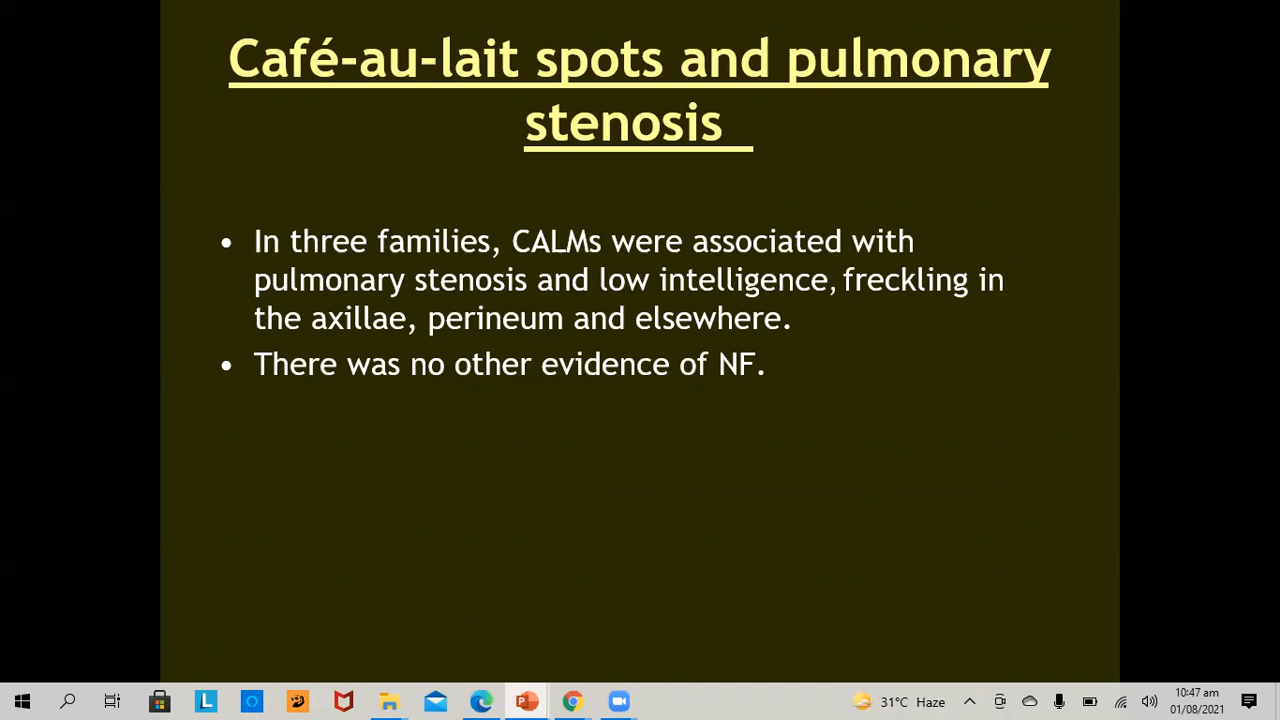 Café-au-lait spots and pulmonary
stenosis
• In three families, CALMs were associated with
pulmonary stenosis and low intelligence, freckling in
the axillae, perineum and elsewhere.
• There was no other evidence of NF.
L
31°C Haze
10:47 am
01/08/2021